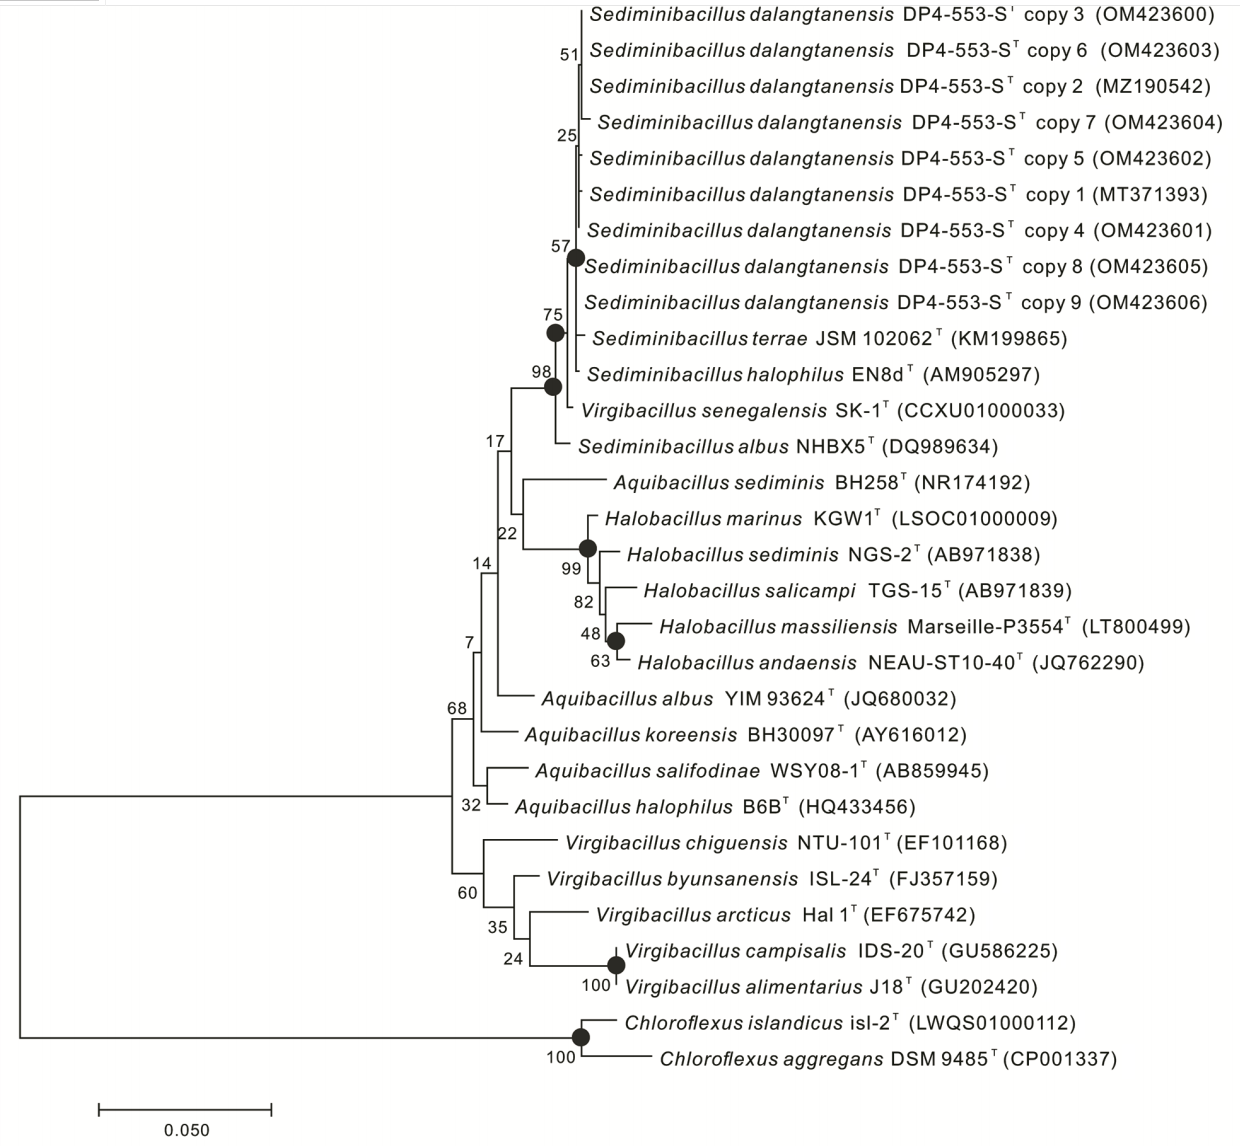 Sediminibacillus dalangtanensis DP4-553-Sᵀ copy 3 (OM423600)
51
Sediminibacillus dalangtanensis DP4-553-Sᵀ copy 6 (OM423603)
Sediminibacillus dalangtanensis DP4-553-Sᵀ copy 2 (MZ190542)
Sediminibacillus dalangtanensis DP4-553-Sᵀ copy 7 (OM423604)
25
Sediminibacillus dalangtanensis DP4-553-Sᵀ copy 5 (OM423602)
Sediminibacillus dalangtanensis DP4-553-Sᵀ copy 1 (MT371393)
Sediminibacillus dalangtanensis DP4-553-Sᵀ copy 4 (OM423601)
57
Sediminibacillus dalangtanensis DP4-553-Sᵀ copy 8 (OM423605)
Sediminibacillus dalangtanensis DP4-553-Sᵀ copy 9 (OM423606)
75
Sediminibacillus terrae JSM 102062ᵀ (KM199865)
98
Sediminibacillus halophilus EN8dᵀ (AM905297)
Virgibacillus senegalensis SK-1ᵀ (CCXU01000033)
17
Sediminibacillus albus NHBX5ᵀ (DQ989634)
Aquibacillus sediminis BH258ᵀ (NR174192)
Halobacillus marinus KGW1ᵀ (LSOC01000009)
22
Halobacillus sediminis NGS-2ᵀ (AB971838)
14
99
Halobacillus salicampi TGS-15ᵀ (AB971839)
82
Halobacillus massiliensis Marseille-P3554ᵀ (LT800499)
48
7
63
Halobacillus andaensis NEAU-ST10-40ᵀ (JQ762290)
Aquibacillus albus YIM 93624ᵀ (JQ680032)
68
Aquibacillus koreensis BH30097ᵀ (AY616012)
Aquibacillus salifodinae WSY08-1ᵀ (AB859945)
32
Aquibacillus halophilus B6Bᵀ (HQ433456)
Virgibacillus chiguensis NTU-101ᵀ (EF101168)
Virgibacillus byunsanensis ISL-24ᵀ (FJ357159)
60
Virgibacillus arcticus Hal 1ᵀ (EF675742)
35
Virgibacillus campisalis IDS-20ᵀ (GU586225)
24
100
Virgibacillus alimentarius J18ᵀ (GU202420)
Chloroflexus islandicus isl-2ᵀ (LWQS01000112)
100
Chloroflexus aggregans DSM 9485ᵀ (CP001337)
0.050